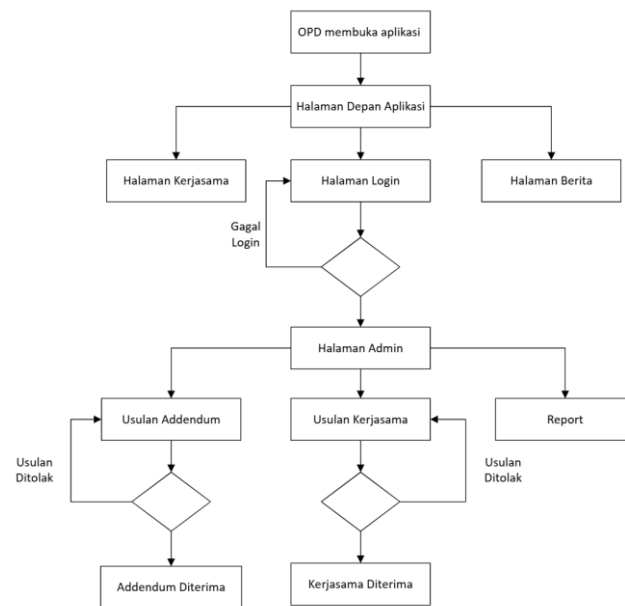 OPD membuka aplikasi
Halaman Depan Aplikasi
Halaman Kerjasama
Halaman Login
Halaman Berita
Gagal
Login
Halaman Admin
Usulan Addendum
Usulan Kerjasama
Report
Usulan
Ditolak
Usulan
Ditolak
Addendum Diterima
Kerjasama Diterima